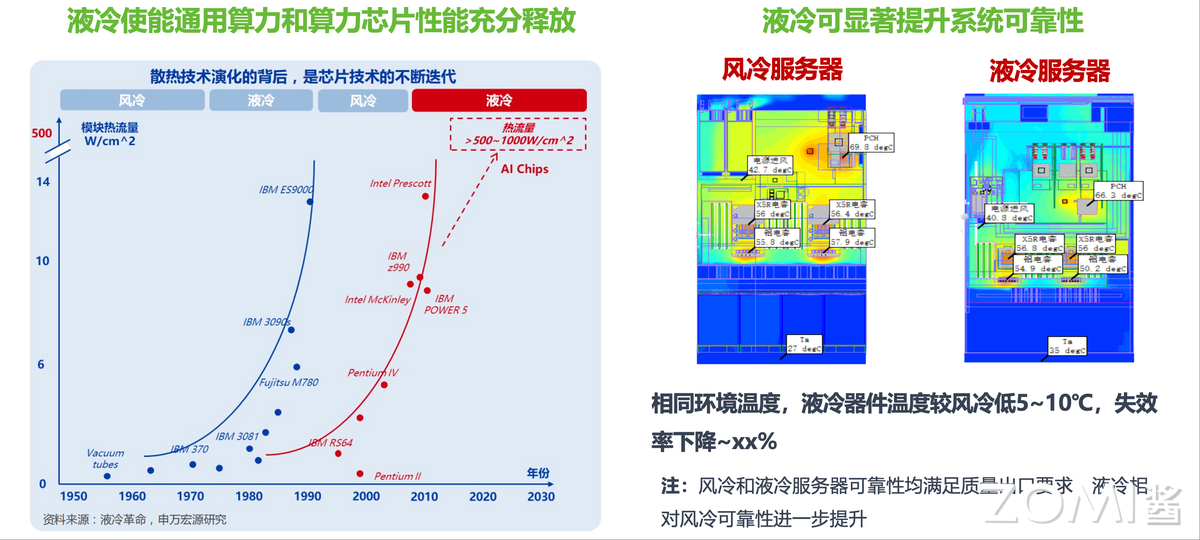 液冷使能通用算力和算力芯片性能充分释放
散热技术演化的背后，是芯片技术的不断迭代
风冷
液冷
风冷
液冷
500
模块热流量
W/cm^2
热流量
>500~1000W/cm^2
AI Chips
14
10
6
0
IBM ES9000
Intel Prescott
IBM
z990
Intel McKinley
IBM
POWER 5
IBM 3090s
Fujitsu M780
Pentium IV
IBM 3081
IBM RS64
IBM 370
Vacuum
tubes
Pentium II
年份
1950
1960
1970
1980
1990
2000
2010
2020
2030
资料来源：液冷革命，申万宏源研究
液冷可显著提升系统可靠性
风冷服务器
PCH
69.8 degC
电源进风
42.7 degC
X5R电容
56 degC
X5R电容
56.4 degC
铝电容
55.8 degC
铝电容
57.9 degC
Ta
27 degC
液冷服务器
PCH
66.3 degC
电源进风
40.8 degC
X5R电容
56.8 degC
X5R电容
56 degC
铝电容
54.9 degC
铝电容
50.2 degC
Ta
35 degC
相同环境温度，液冷器件温度较风冷低5~10℃，失效
率下降~xx%
注：风冷和液冷服务器可靠性均满足质量出口要求，液冷相
对风冷可靠性进一步提升
ZOMI酱